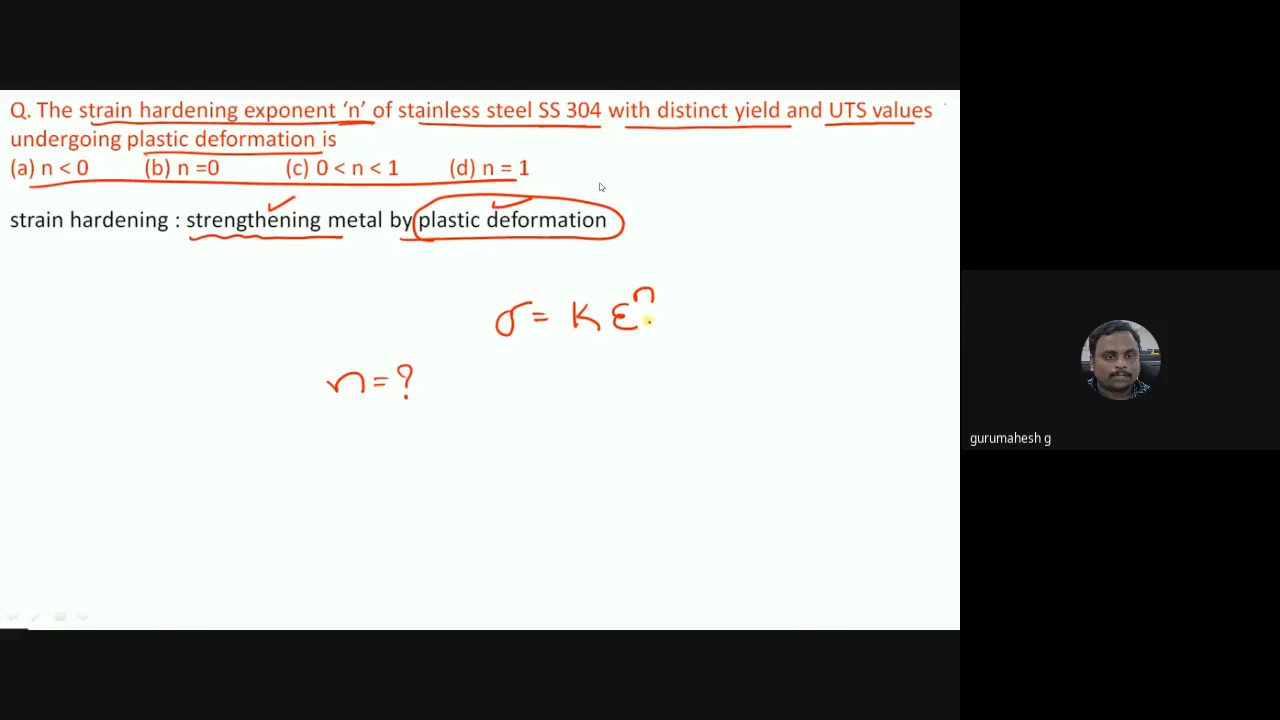 Q. The strain hardening exponent ‘n’ of stainless steel SS 304 with distinct yield and UTS values
undergoing plastic deformation is
(a) n < 0 (b) n =0 (c) 0 < n < 1 (d) n = 1
strain hardening : strengthening metal by plastic deformation
σ = K ε^n
n = ?
gurumahesh g